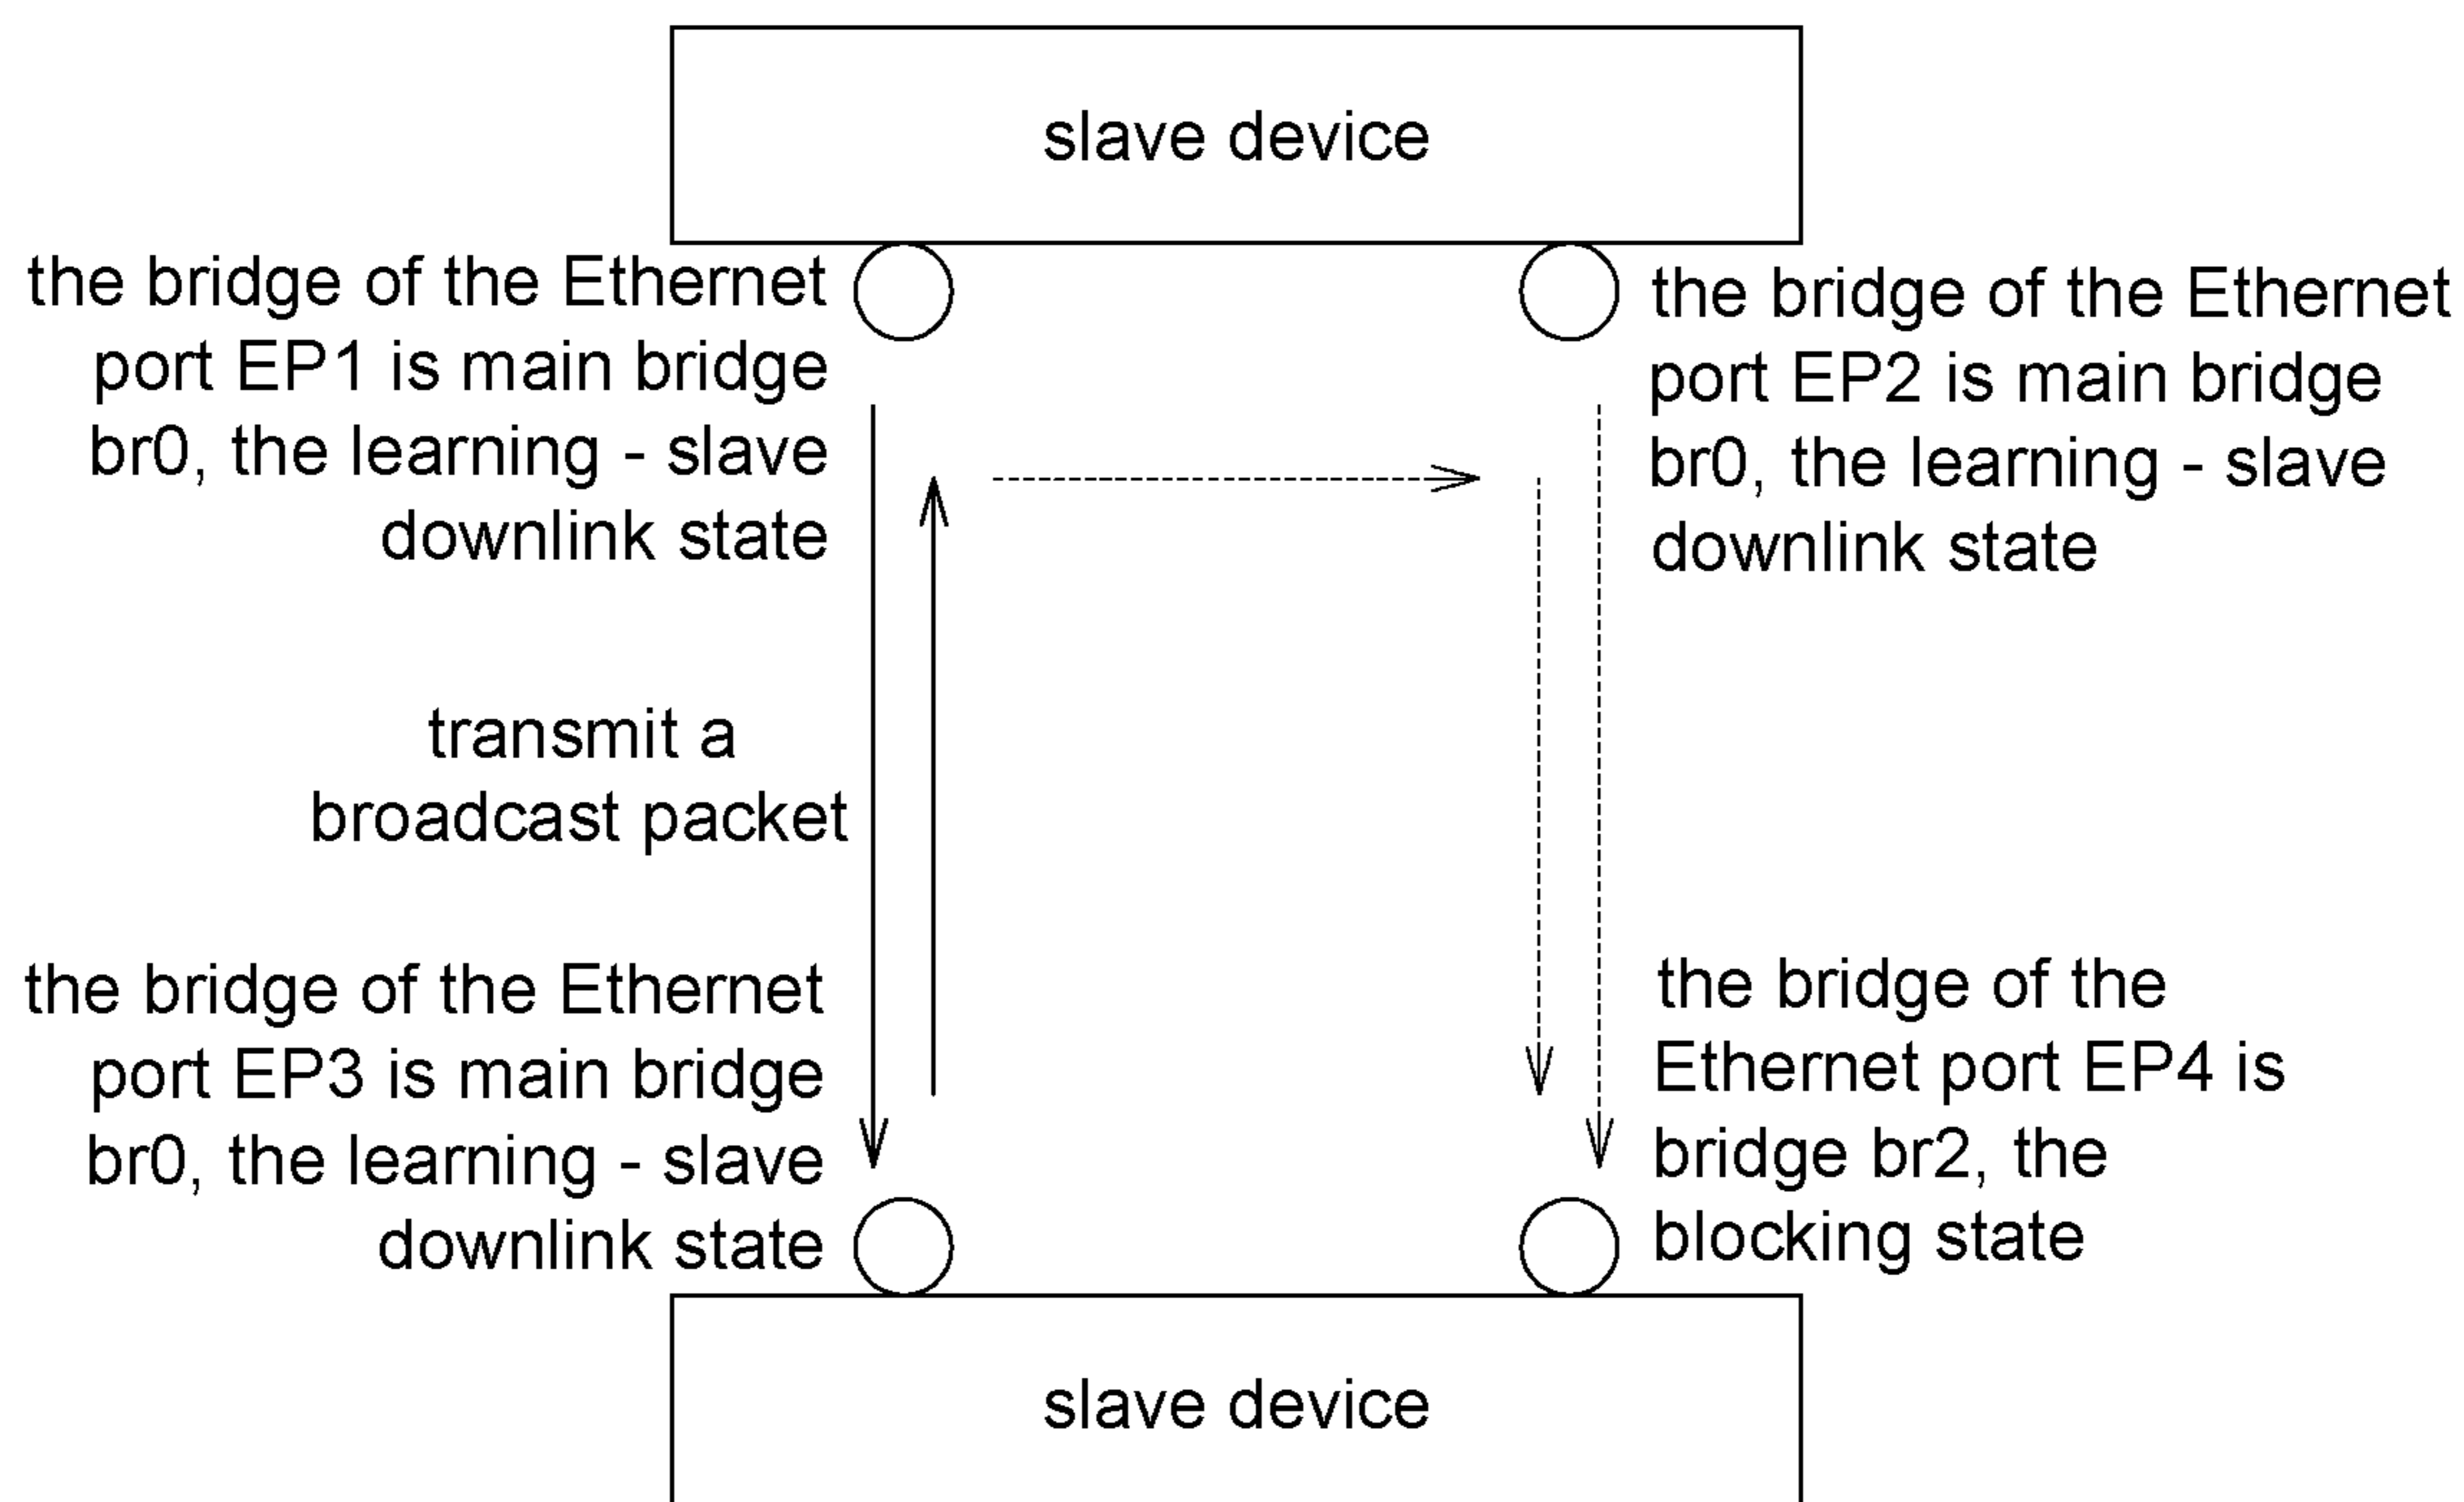 slave device
the bridge of the Ethernet
port EP1 is main bridge
br0, the learning - slave
downlink state
the bridge of the Ethernet
port EP2 is main bridge
br0, the learning - slave
downlink state
transmit a
broadcast packet
the bridge of the Ethernet
port EP3 is main bridge
br0, the learning - slave
downlink state
the bridge of the
Ethernet port EP4 is
bridge br2, the
blocking state
slave device